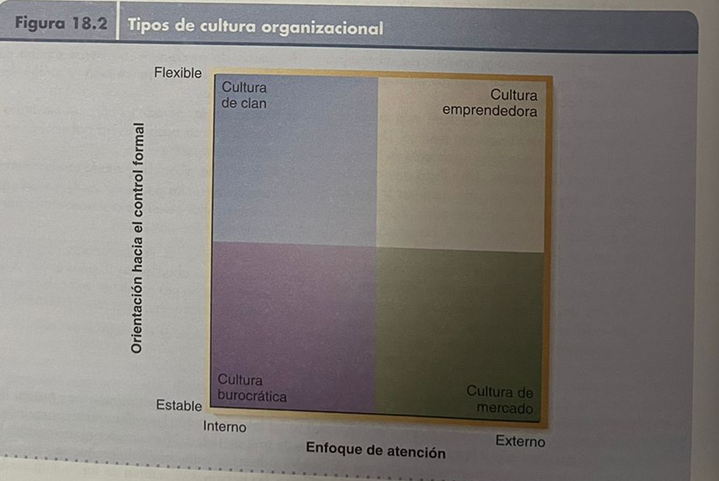 Figura 18.2 Tipos de cultura organizacional
Flexible
Cultura
de clan
Cultura
emprendedora
Orientación hacia el control formal
Cultura
burocrática
Cultura de
mercado
Estable
Interno
Externo
Enfoque de atención